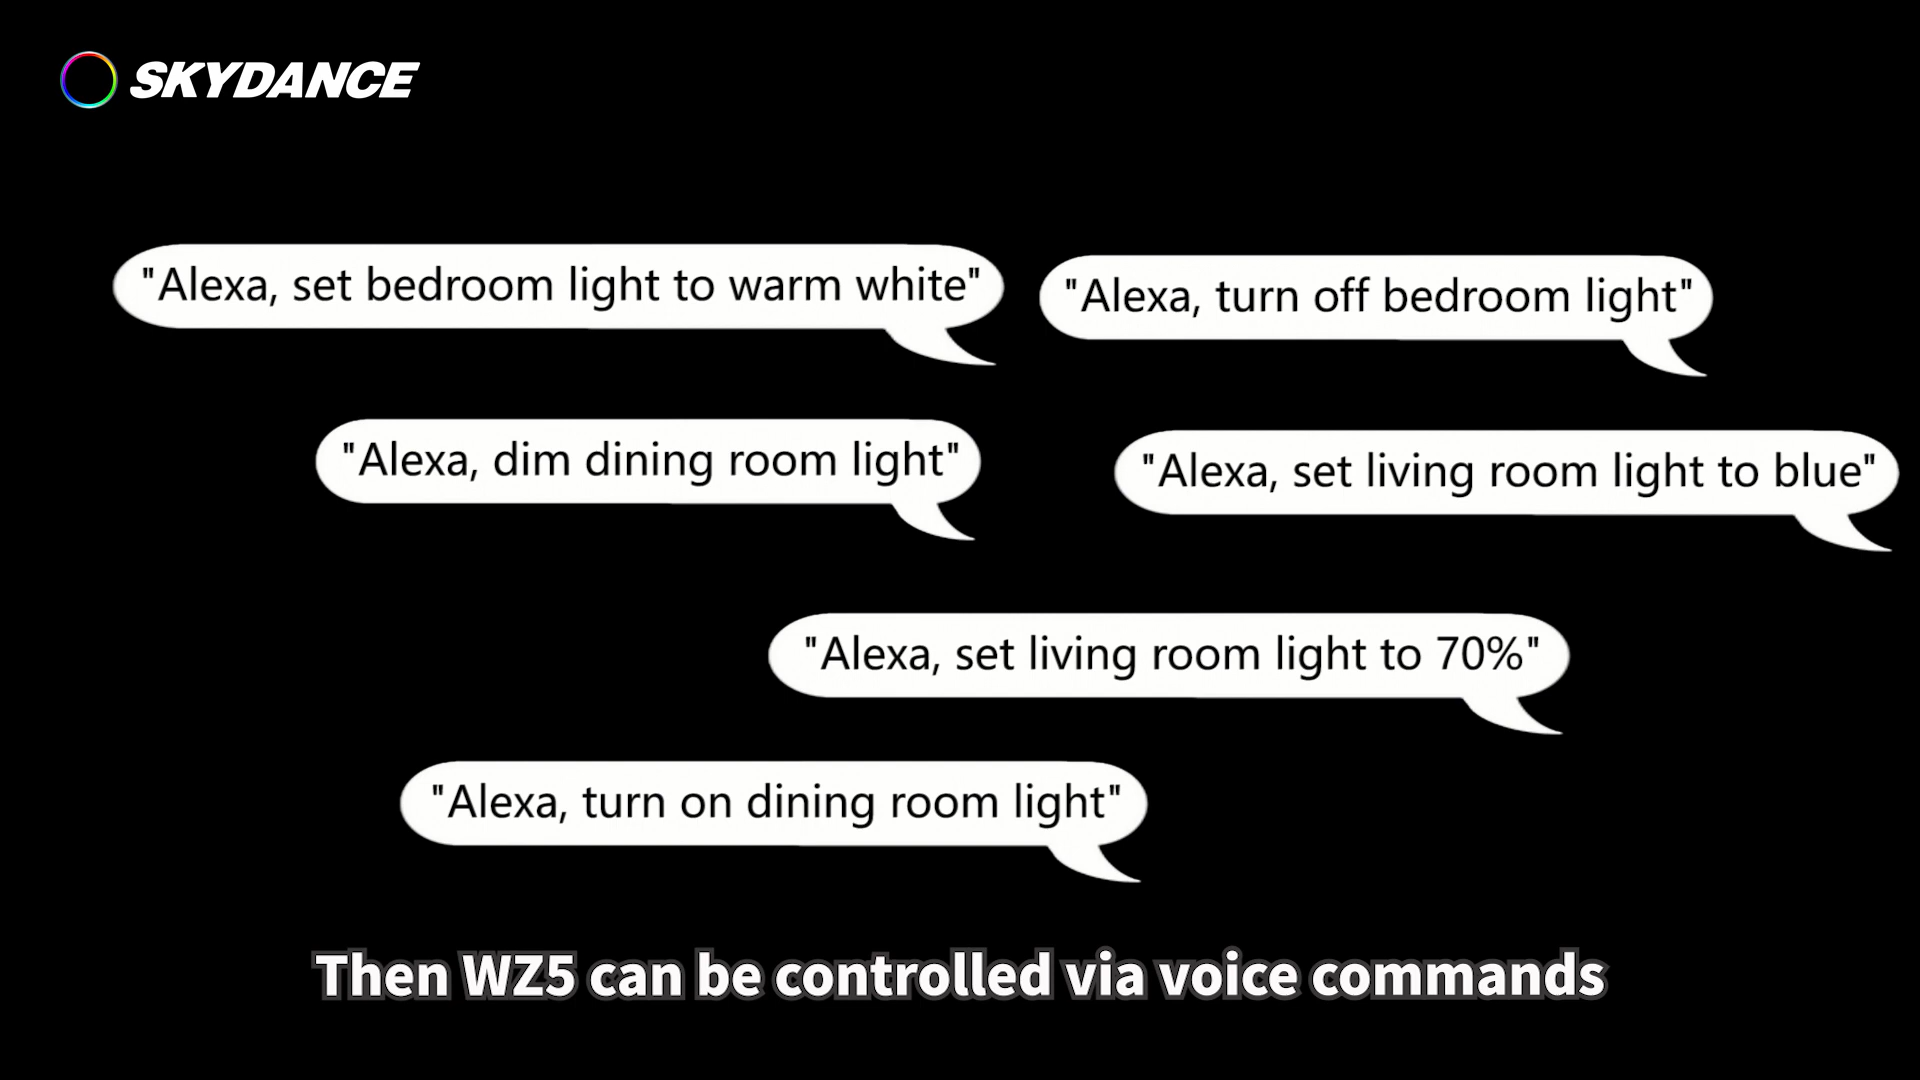 SKYDANCE
"Alexa, set bedroom light to warm white"
"Alexa, turn off bedroom light"
"Alexa, dim dining room light"
"Alexa, set living room light to blue"
"Alexa, set living room light to 70%"
"Alexa, turn on dining room light"
Then WZ5 can be controlled via voice commands